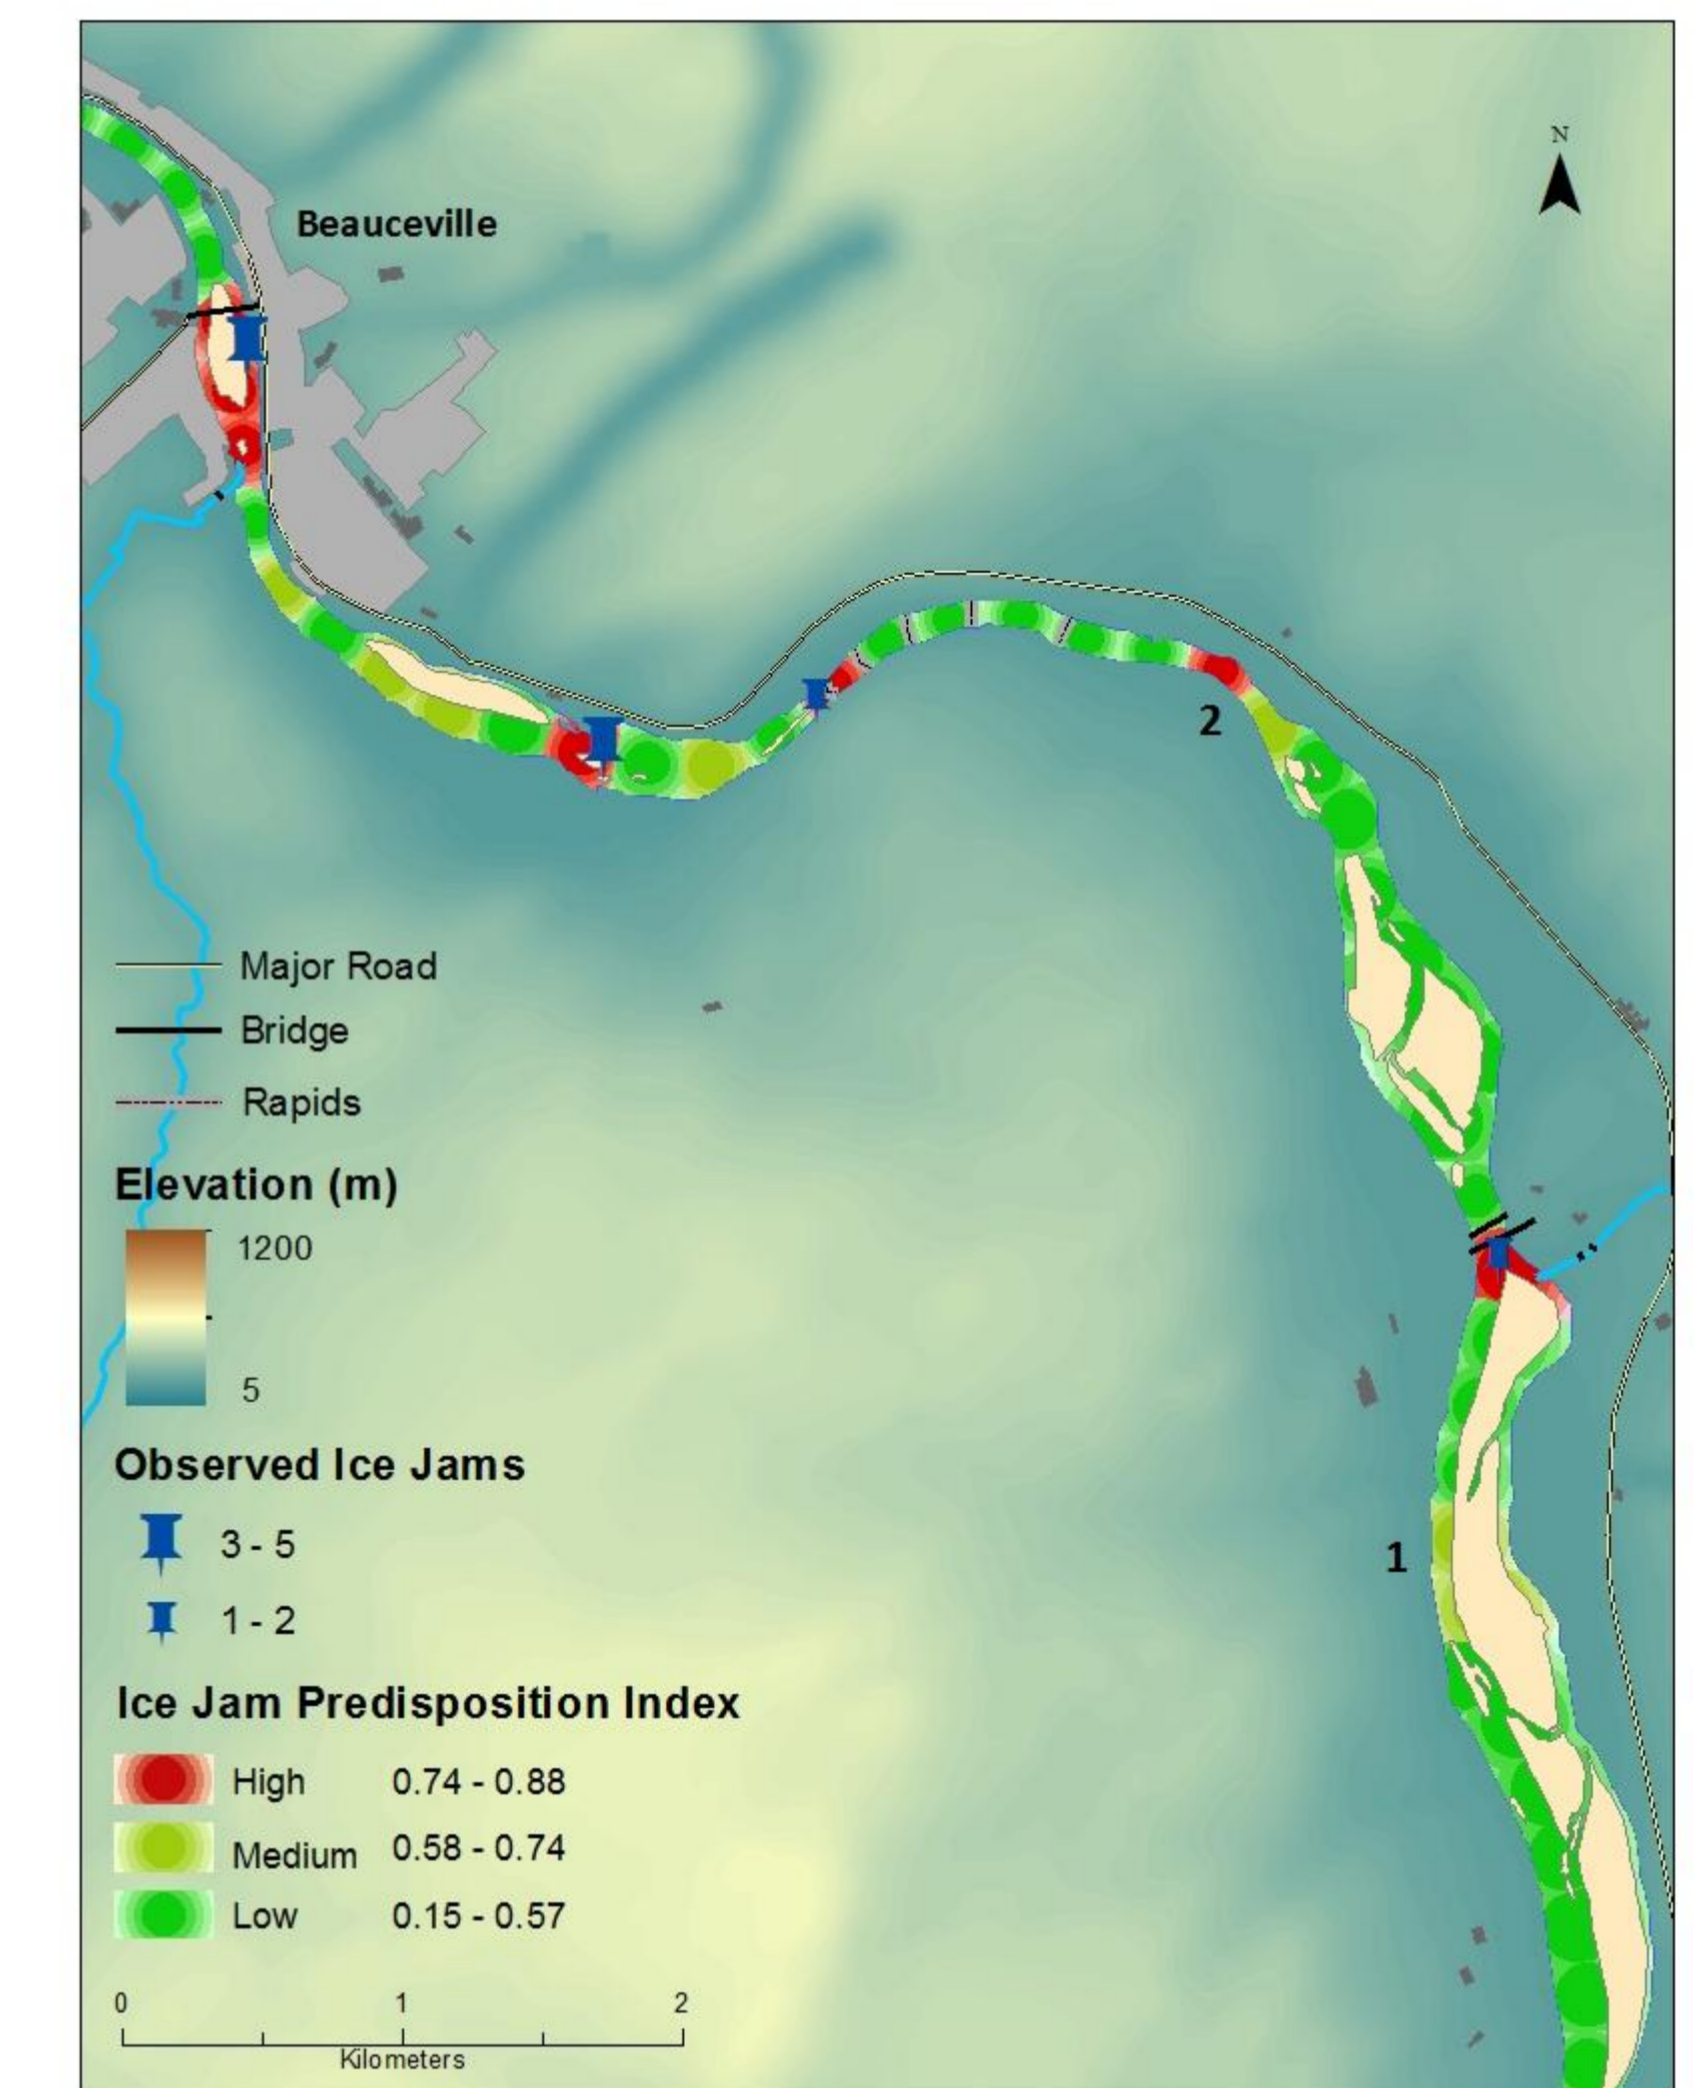 N
Beauceville
2
Major Road
Bridge
Rapids
Elevation (m)
1200
5
Observed Ice Jams
3 - 5
1 - 2
1
Ice Jam Predisposition Index
High 0.74 - 0.88
Medium 0.58 - 0.74
Low 0.15 - 0.57
0 1 2
Kilometers